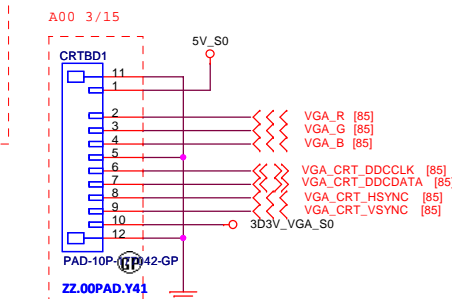 A00 3/15
5V_S0
CRTBD1
11
1
2 VGA_R [85]
3 VGA_G [85]
4 VGA_B [85]
5
6 VGA_CRT_DDCCLK [85]
7 VGA_CRT_DDCDATA [85]
8 VGA_CRT_HSYNC [85]
9 VGA_CRT_VSYNC [85]
10 3D3V_VGA_S0
12
GP
ZZ.00PAD.Y41